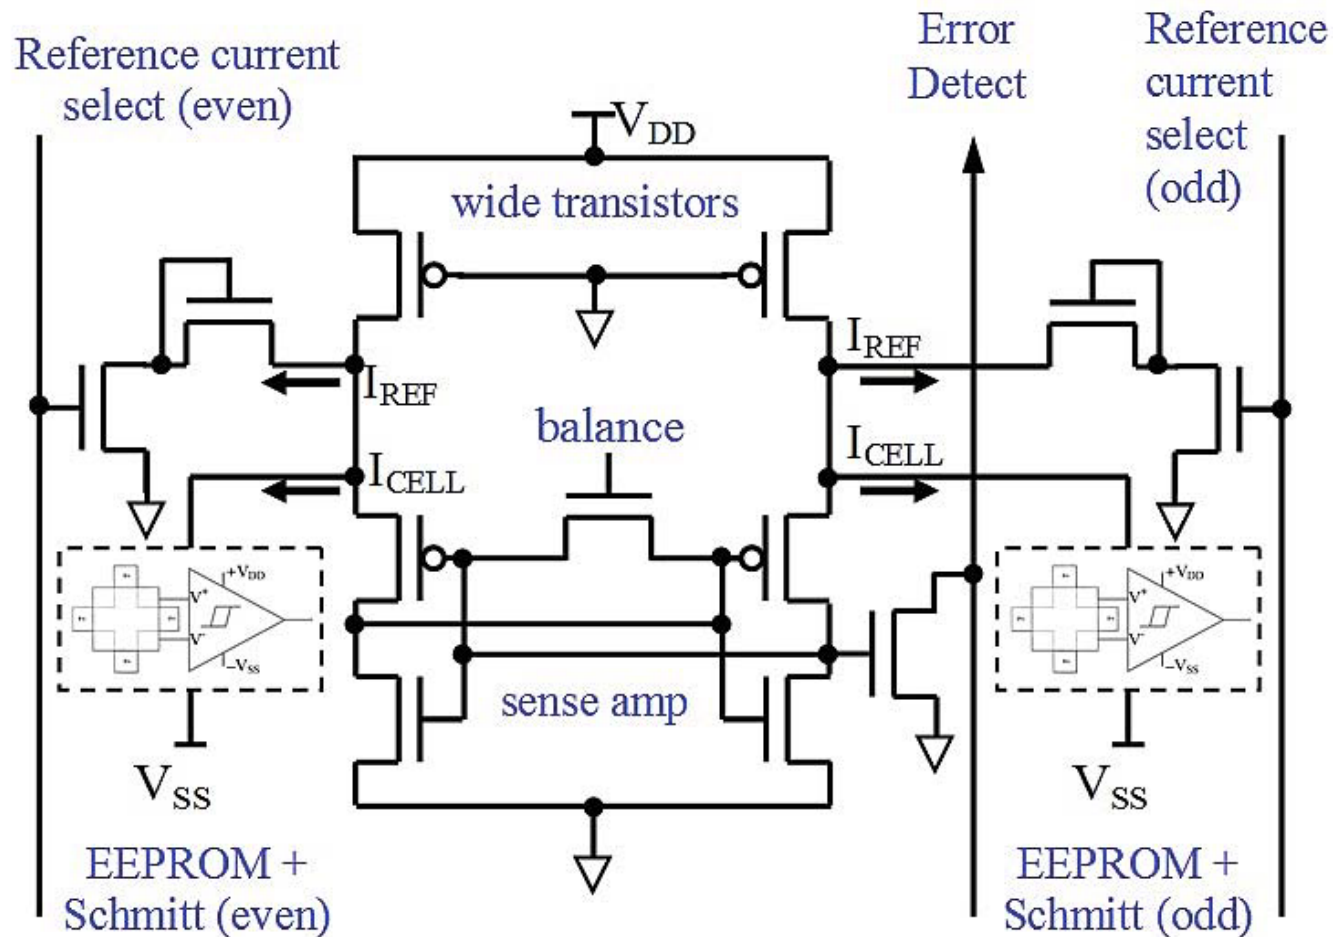 Reference current
select (even)
Error
Detect
Reference
current
select
(odd)
VDD
wide transistors
IREF
IREF
balance
ICELL
ICELL
+VDD
V+
V-
-VSS
+VDD
V+
V-
-VSS
sense amp
VSS
VSS
EEPROM +
Schmitt (even)
EEPROM +
Schmitt (odd)